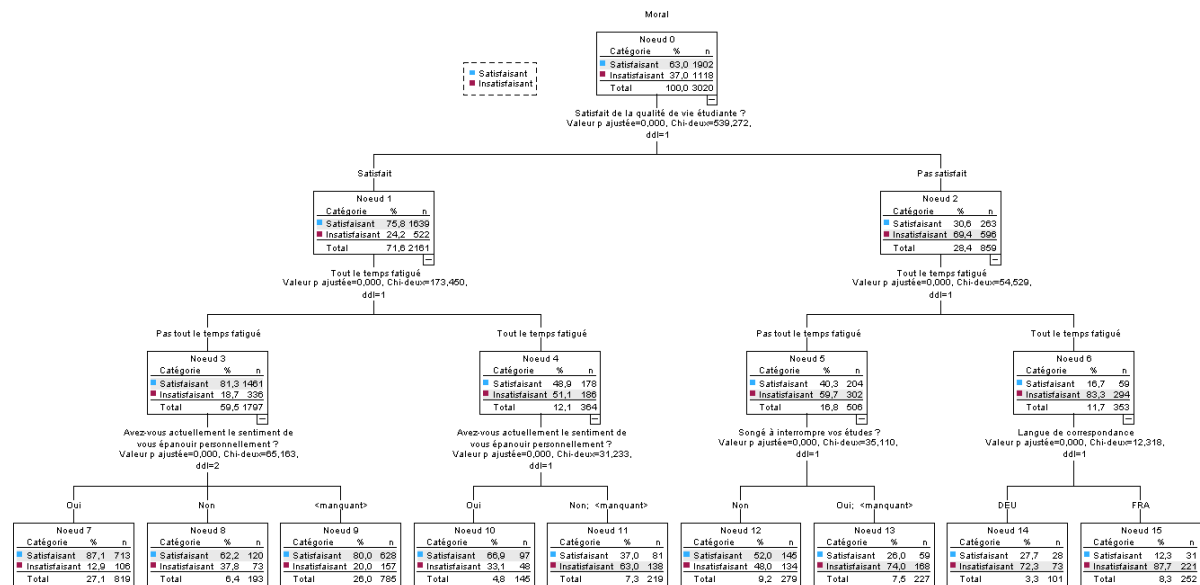 Moral
Noeud 0
Catégorie % n
Satisfaisant 63,0 1902
Insatisfaisant 37,0 1118
Total 100,0 3020
Satisfaisant
Insatisfaisant
Satisfait de la qualité de vie étudiante ?
Valeur p ajustée=0,000, Chi-deux=539,272,
ddl=1
Satisfait
Pas satisfait
Noeud 1
Catégorie % n
Satisfaisant 75,8 1639
Insatisfaisant 24,2 522
Total 71,6 2161
Noeud 2
Catégorie % n
Satisfaisant 30,6 263
Insatisfaisant 69,4 596
Total 28,4 859
Tout le temps fatigué
Valeur p ajustée=0,000, Chi-deux=173,450,
ddl=1
Tout le temps fatigué
Valeur p ajustée=0,000, Chi-deux=54,529,
ddl=1
Pas tout le temps fatigué
Tout le temps fatigué
Pas tout le temps fatigué
Tout le temps fatigué
Noeud 3
Catégorie % n
Satisfaisant 81,3 1461
Insatisfaisant 18,7 336
Total 59,5 1797
Noeud 4
Catégorie % n
Satisfaisant 48,9 178
Insatisfaisant 51,1 186
Total 12,1 364
Noeud 5
Catégorie % n
Satisfaisant 40,3 204
Insatisfaisant 59,7 302
Total 16,8 506
Noeud 6
Catégorie % n
Satisfaisant 16,7 59
Insatisfaisant 83,3 294
Total 11,7 353
Avez-vous actuellement le sentiment de
vous épanouir personnellement ?
Valeur p ajustée=0,000, Chi-deux=65,163,
ddl=2
Avez-vous actuellement le sentiment de
vous épanouir personnellement ?
Valeur p ajustée=0,000, Chi-deux=31,233,
ddl=1
Songé à interrompre vos études ?
Valeur p ajustée=0,000, Chi-deux=35,110,
ddl=1
Langue de correspondance
Valeur p ajustée=0,000, Chi-deux=12,318,
ddl=1
Oui
Non
<manquant>
Oui
Non; <manquant>
Non
Oui; <manquant>
DEU
FRA
Noeud 7
Catégorie % n
Satisfaisant 87,1 713
Insatisfaisant 12,9 106
Total 27,1 819
Noeud 8
Catégorie % n
Satisfaisant 62,2 120
Insatisfaisant 37,8 73
Total 6,4 193
Noeud 9
Catégorie % n
Satisfaisant 80,0 628
Insatisfaisant 20,0 157
Total 26,0 785
Noeud 10
Catégorie % n
Satisfaisant 66,9 97
Insatisfaisant 33,1 48
Total 4,8 145
Noeud 11
Catégorie % n
Satisfaisant 37,0 81
Insatisfaisant 63,0 138
Total 7,3 219
Noeud 12
Catégorie % n
Satisfaisant 52,0 145
Insatisfaisant 48,0 134
Total 9,2 279
Noeud 13
Catégorie % n
Satisfaisant 26,0 59
Insatisfaisant 74,0 168
Total 7,5 227
Noeud 14
Catégorie % n
Satisfaisant 27,7 28
Insatisfaisant 72,3 73
Total 3,3 101
Noeud 15
Catégorie % n
Satisfaisant 12,3 31
Insatisfaisant 87,7 221
Total 8,3 252